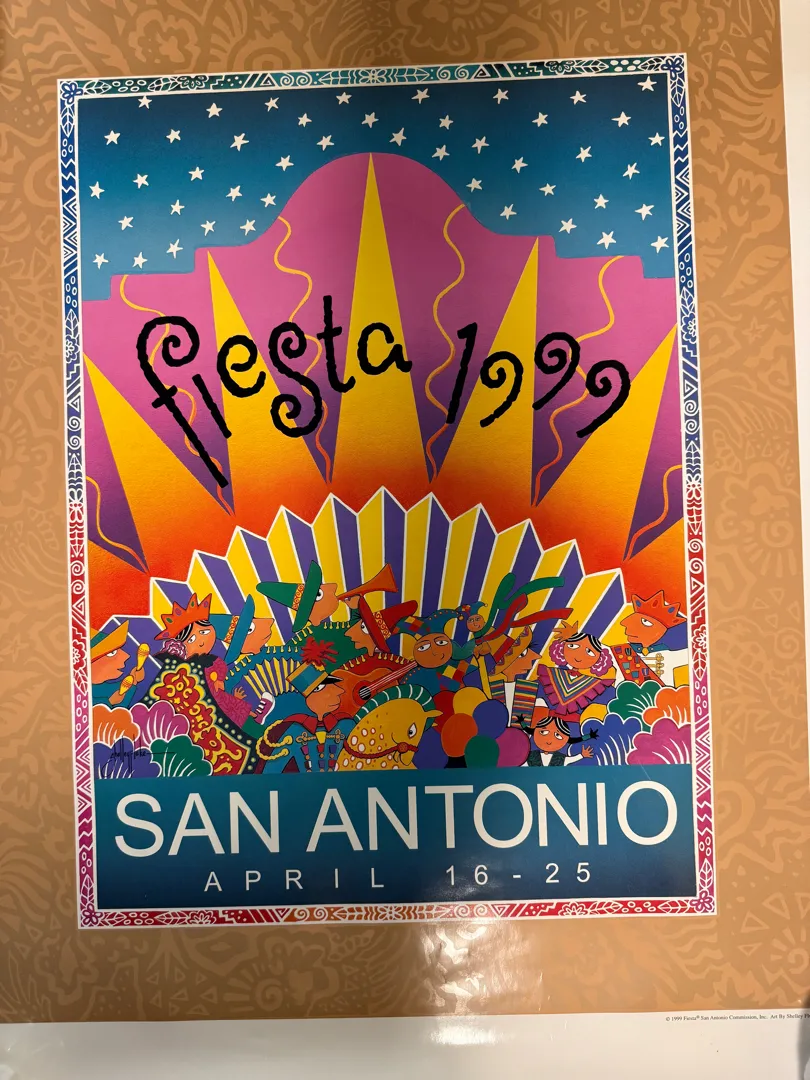 fiesta 1999
SAN ANTONIO
APRIL 16-25
© 1999 Fiesta® San Antonio Commission, Inc. Art By Shelley